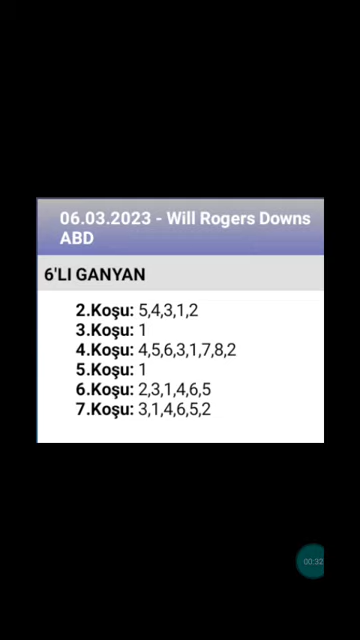 06.03.2023 - Will Rogers Downs
ABD
6'LI GANYAN
2.Koşu: 5,4,3,1,2
3.Koşu: 1
4.Koşu: 4,5,6,3,1,7,8,2
5.Koşu: 1
6.Koşu: 2,3,1,4,6,5
7.Koşu: 3,1,4,6,5,2
00:32